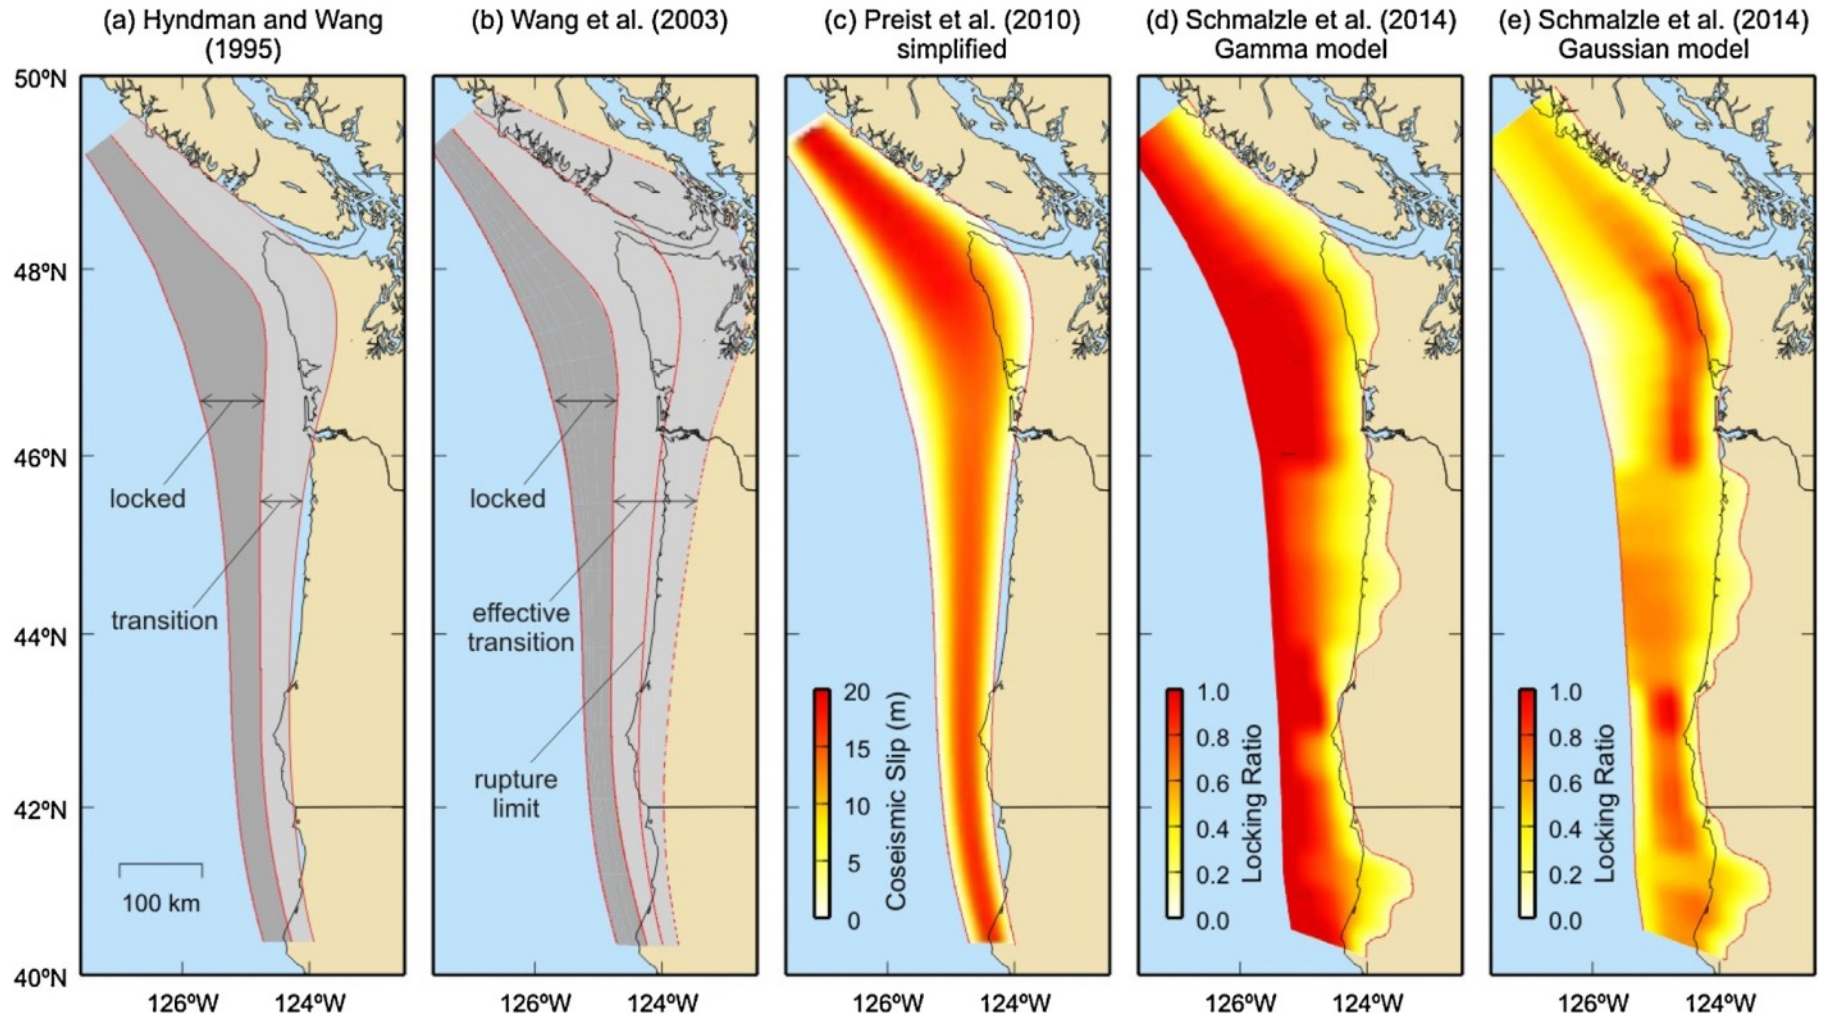 (a) Hyndman and Wang
(1995)
(b) Wang et al. (2003)
(c) Preist et al. (2010)
simplified
(d) Schmalzle et al. (2014)
Gamma model
(e) Schmalzle et al. (2014)
Gaussian model
50ºN
48ºN
46ºN
44ºN
42ºN
40ºN
locked
transition
100 km
126ºW
124ºW
locked
effective
transition
rupture
limit
126ºW
124ºW
20
15
10
5
0
Coseismic Slip (m)
126ºW
124ºW
1.0
0.8
0.6
0.4
0.2
0.0
Locking Ratio
126ºW
124ºW
1.0
0.8
0.6
0.4
0.2
0.0
Locking Ratio
126ºW
124ºW